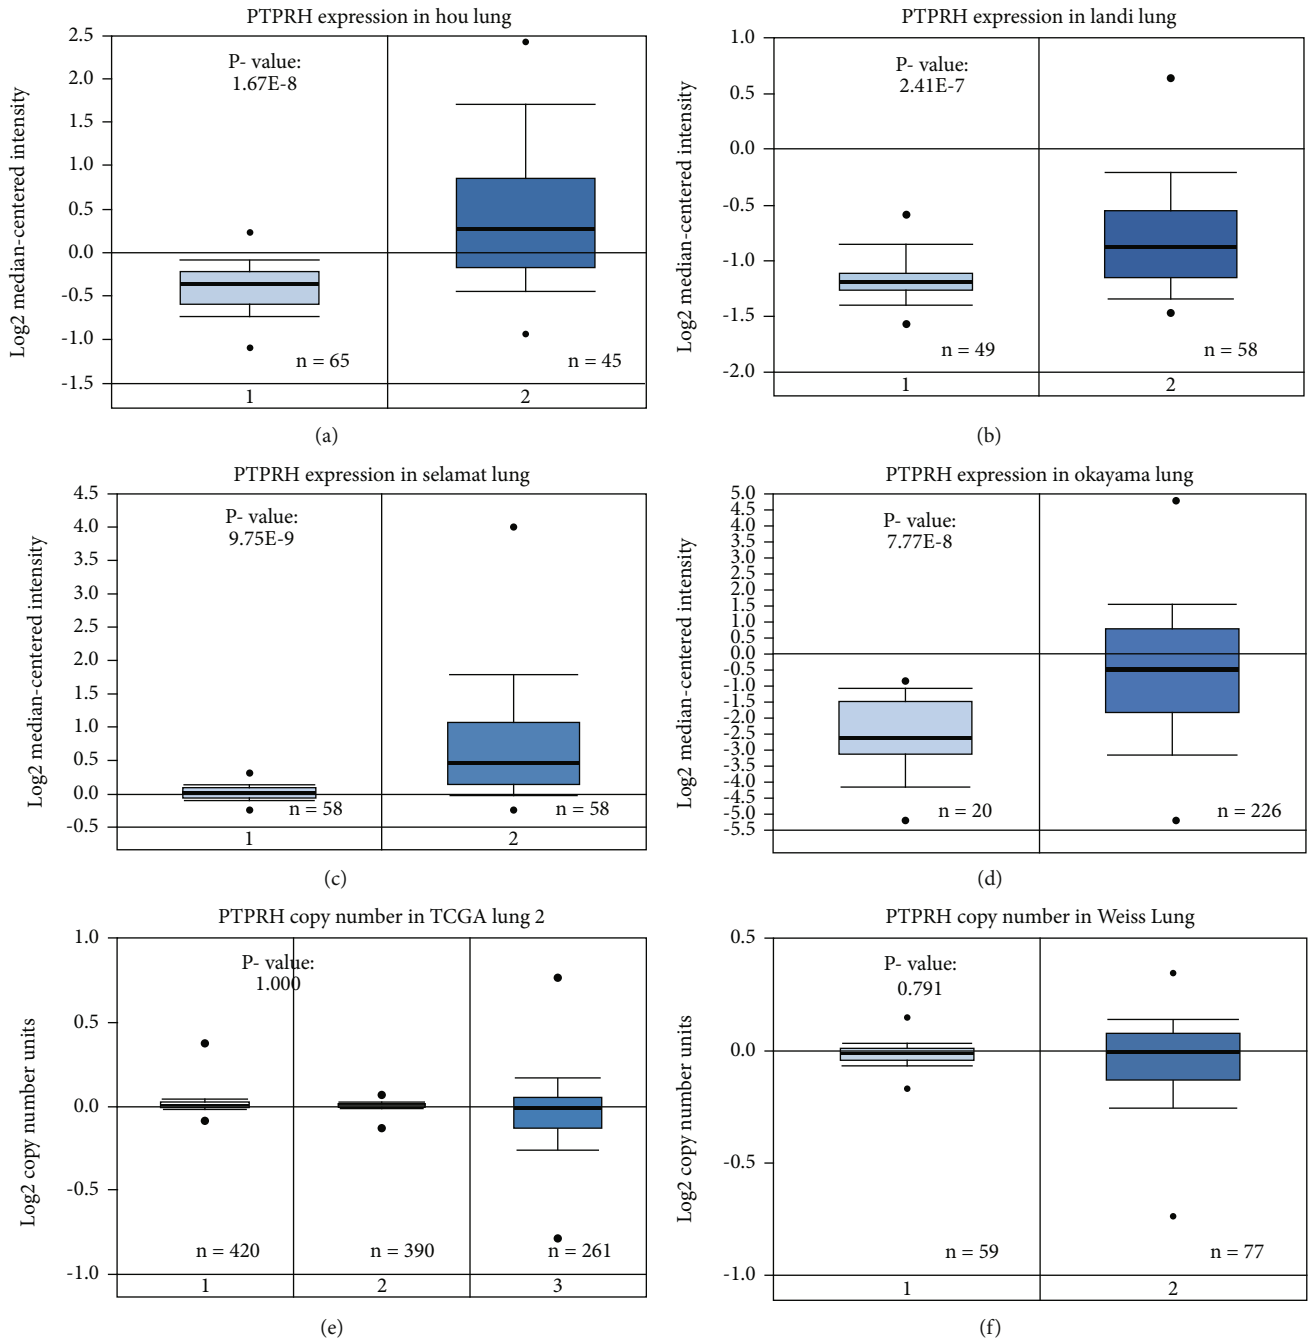 PTPRH expression in hou lung
Log2 median-centered intensity
2.5
2.0
1.5
1.0
0.5
0.0
-0.5
-1.0
-1.5
P- value:
1.67E-8
n = 65
n = 45
1
2
(a)
PTPRH expression in landi lung
Log2 median-centered intensity
1.0
0.5
0.0
-0.5
-1.0
-1.5
-2.0
P- value:
2.41E-7
n = 49
n = 58
1
2
(b)
PTPRH expression in selamat lung
Log2 median-centered intensity
4.5
4.0
3.5
3.0
2.5
2.0
1.5
1.0
0.5
0.0
-0.5
P- value:
9.75E-9
n = 58
n = 58
1
2
(c)
PTPRH expression in okayama lung
Log2 median-centered intensity
5.0
4.5
4.0
3.5
3.0
2.5
2.0
1.5
1.0
0.5
0.0
-0.5
-1.0
-1.5
-2.0
-2.5
-3.0
-3.5
-4.0
-4.5
-5.0
-5.5
P- value:
7.77E-8
n = 20
n = 226
(d)
PTPRH copy number in TCGA lung 2
Log2 copy number units
1.0
0.5
0.0
-0.5
-1.0
P- value:
1.000
n = 420
n = 390
n = 261
1
2
3
(e)
PTPRH copy number in Weiss Lung
Log2 copy number units
0.5
0.0
-0.5
-1.0
P- value:
0.791
n = 59
n = 77
1
2
(f)